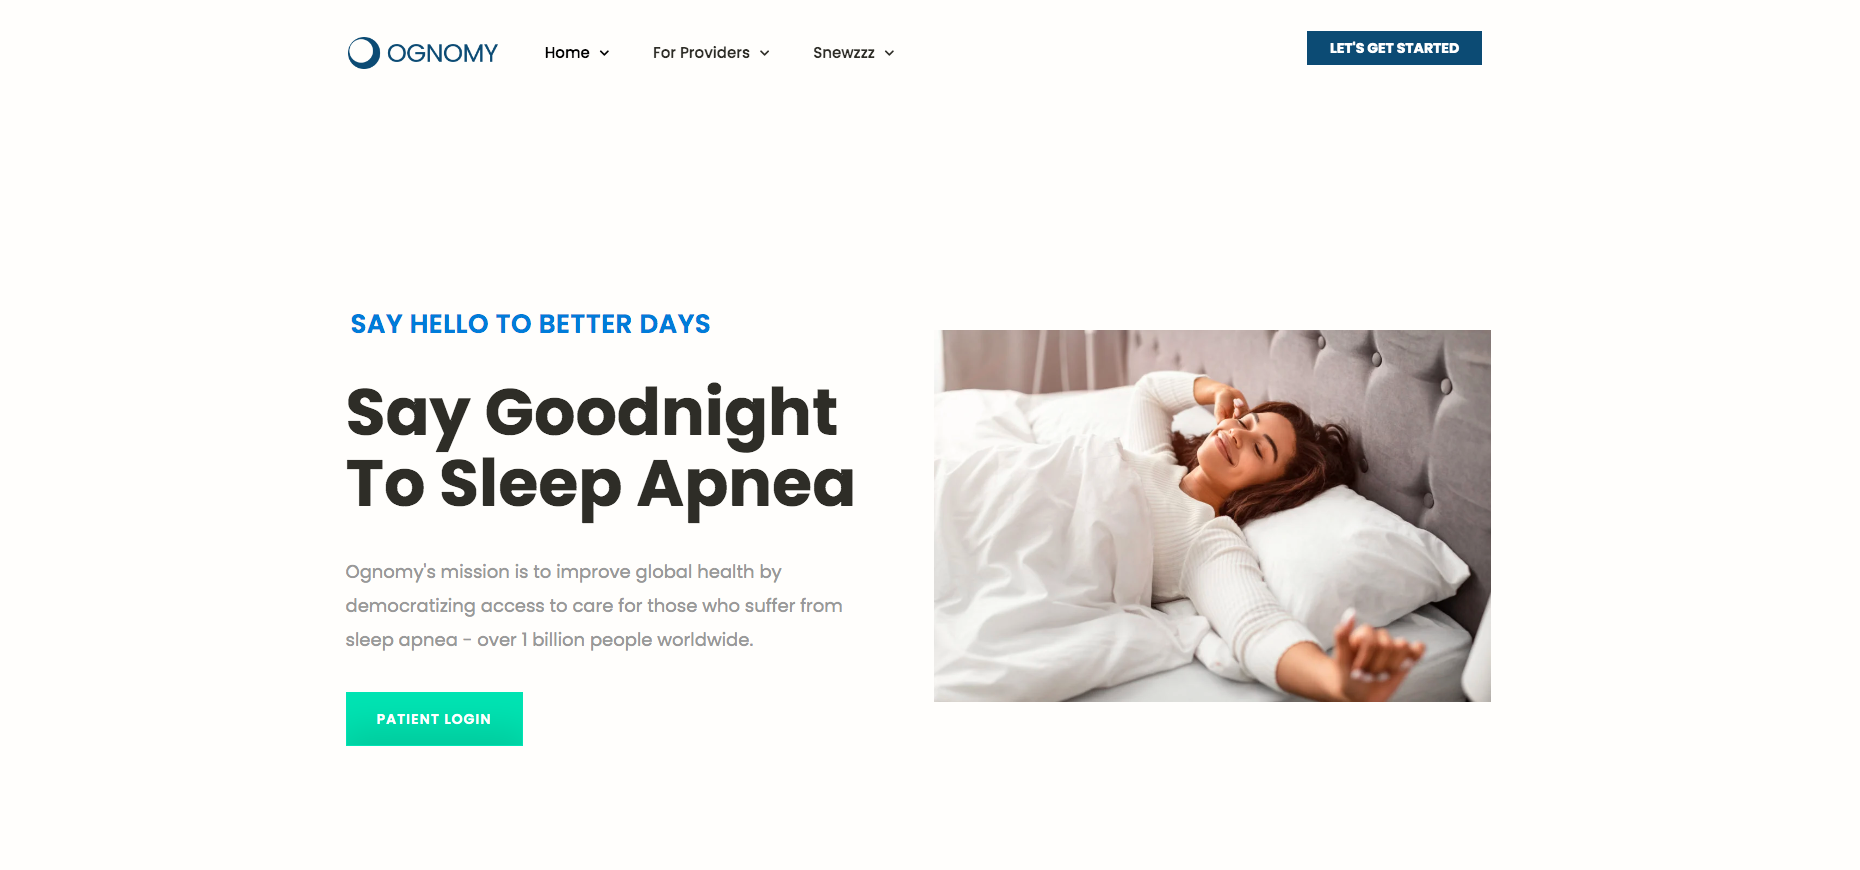 OGNOMY
Home
For Providers
Snewzzz
LET'S GET STARTED
SAY HELLO TO BETTER DAYS
Say Goodnight
To Sleep Apnea
Ognomy's mission is to improve global health by
democratizing access to care for those who suffer from
sleep apnea - over 1 billion people worldwide.
PATIENT LOGIN